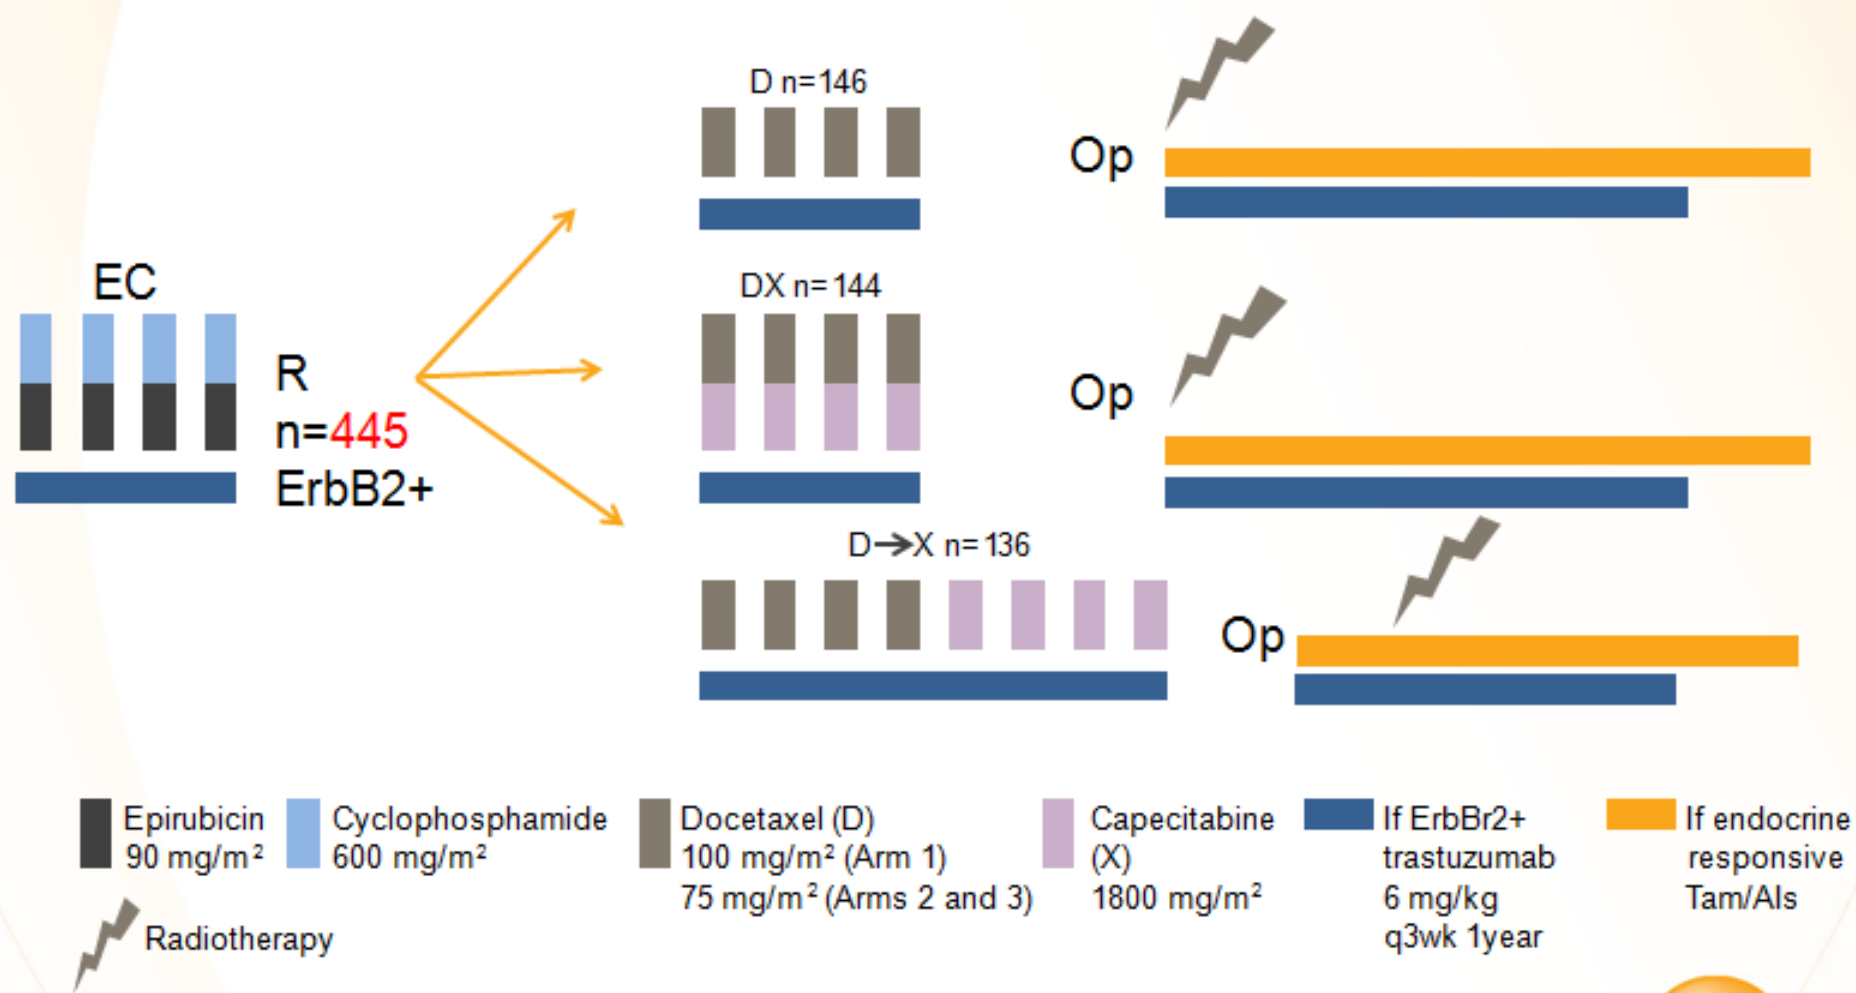 D n=146
Op
EC
R
n=445
ErbB2+
DX n=144
Op
D→X n=136
Op
Epirubicin
90 mg/m²
Cyclophosphamide
600 mg/m²
Docetaxel (D)
100 mg/m² (Arm 1)
75 mg/m² (Arms 2 and 3)
Capecitabine
(X)
1800 mg/m²
If ErbBr2+
trastuzumab
6 mg/kg
q3wk 1year
If endocrine
responsive
Tam/AIs
Radiotherapy